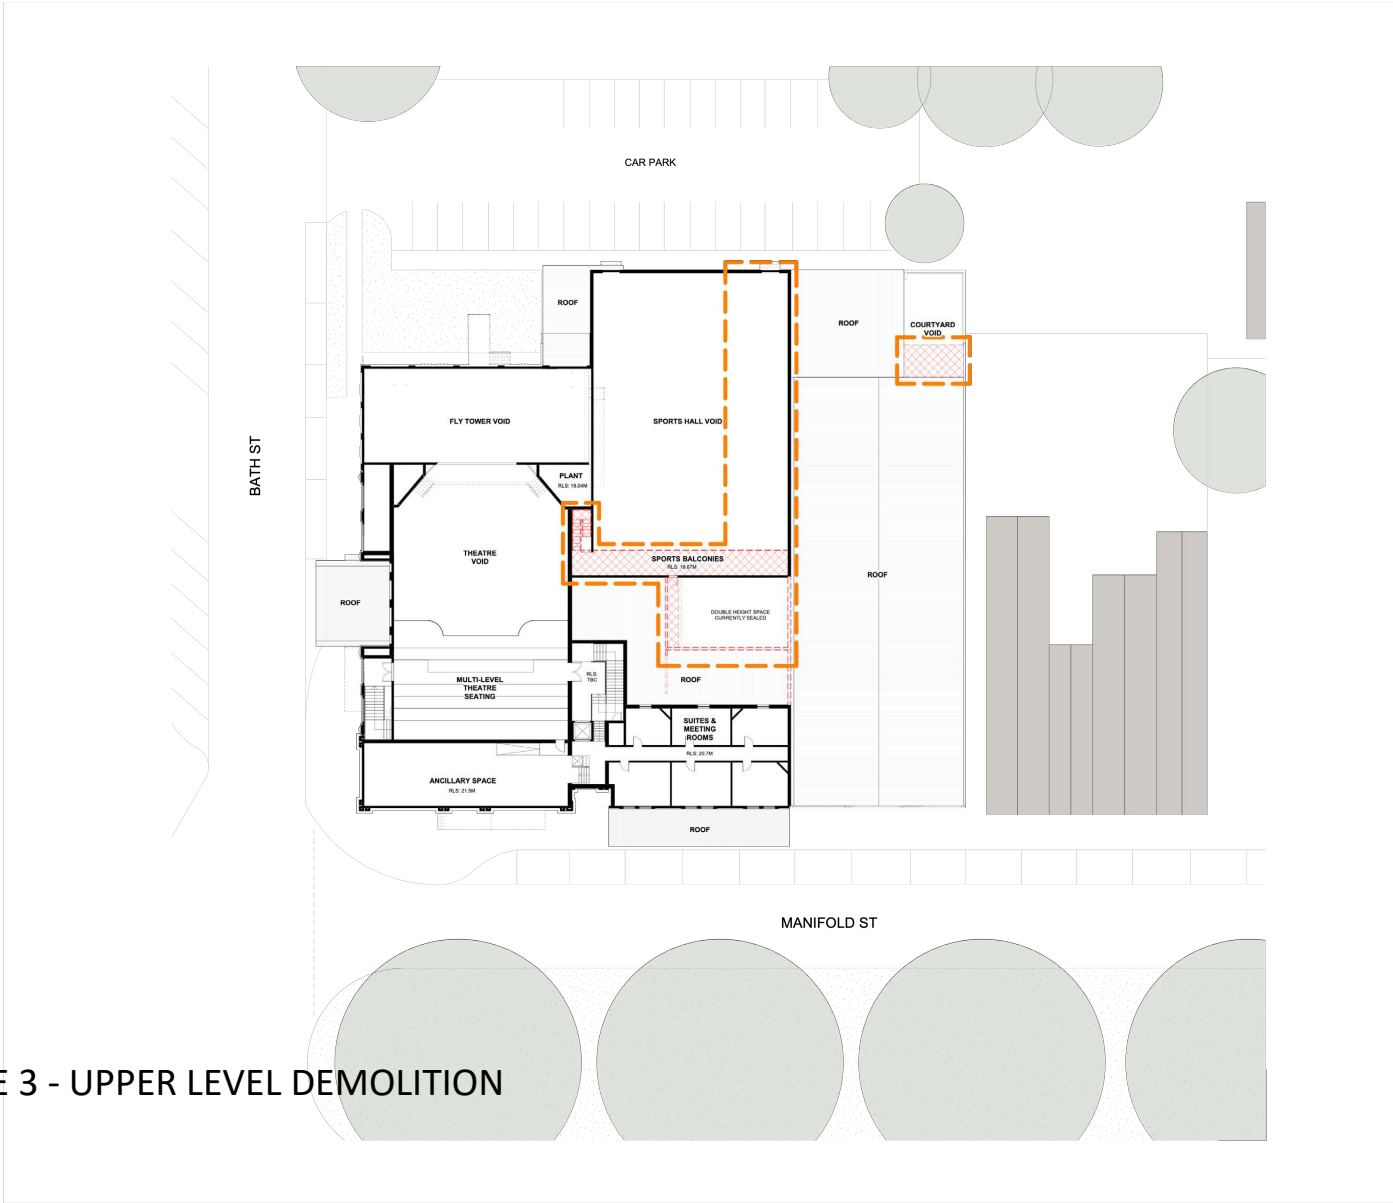 CAR PARK
ROOF
ROOF
COURTYARD
VOID
FLY TOWER VOID
SPORTS HALL VOID
BATH ST
PLANT
RLS: 19.04M
THEATRE
VOID
SPORTS BALCONIES
RLS: 19.67M
ROOF
ROOF
DOUBLE HEIGHT SPACE
CURRENTLY SEALED
MULTI-LEVEL
THEATRE
SEATING
RLS:
TBC
ROOF
SUITES &
MEETING
ROOMS
RLS: 20.7M
ANCILLARY SPACE
RLS: 21.5M
ROOF
MANIFOLD ST
E 3 - UPPER LEVEL DEMOLITION